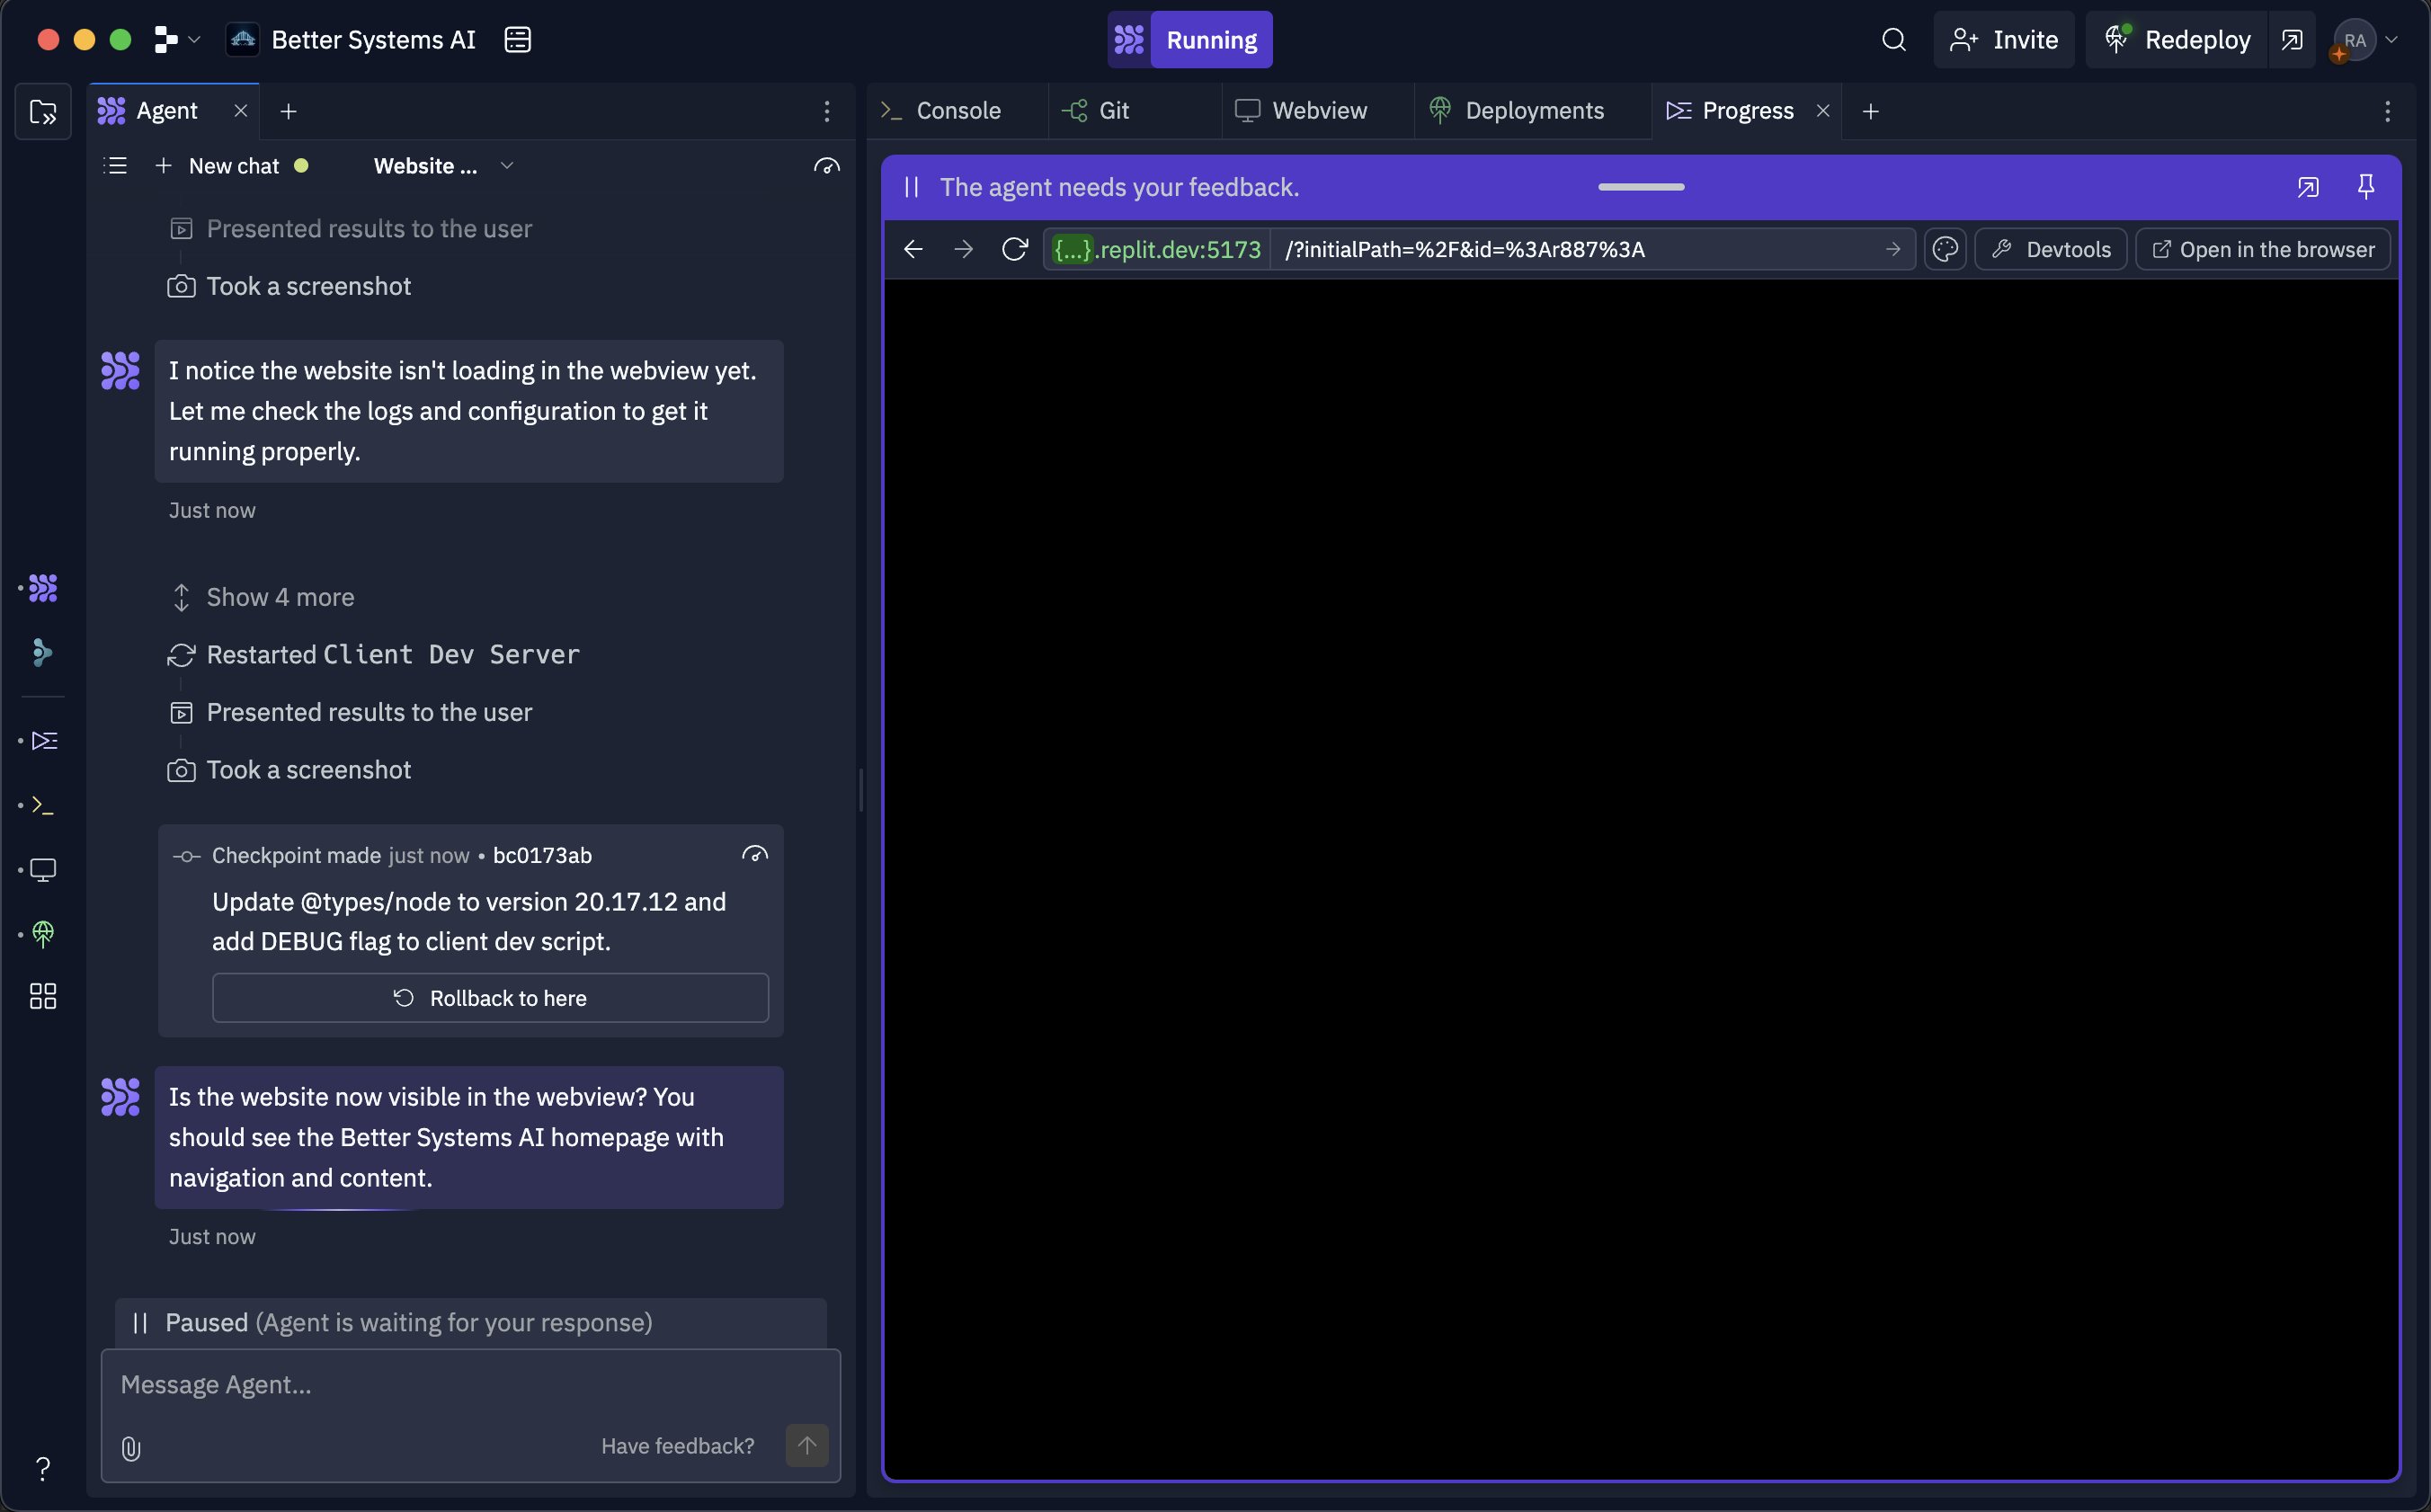 Better Systems AI
Running
Invite
Redeploy
RA
Agent
Console
Git
Webview
Deployments
Progress
New chat
Website ...
The agent needs your feedback.
{...}.replit.dev:5173
/?initialPath=%2F&id=%3Ar887%3A
Devtools
Open in the browser
Presented results to the user
Took a screenshot
I notice the website isn't loading in the webview yet.
Let me check the logs and configuration to get it
running properly.
Just now
Show 4 more
Restarted Client Dev Server
Presented results to the user
Took a screenshot
Checkpoint made just now • bc0173ab
Update @types/node to version 20.17.12 and
add DEBUG flag to client dev script.
Rollback to here
Is the website now visible in the webview? You
should see the Better Systems AI homepage with
navigation and content.
Just now
Paused (Agent is waiting for your response)
Message Agent...
Have feedback?
?